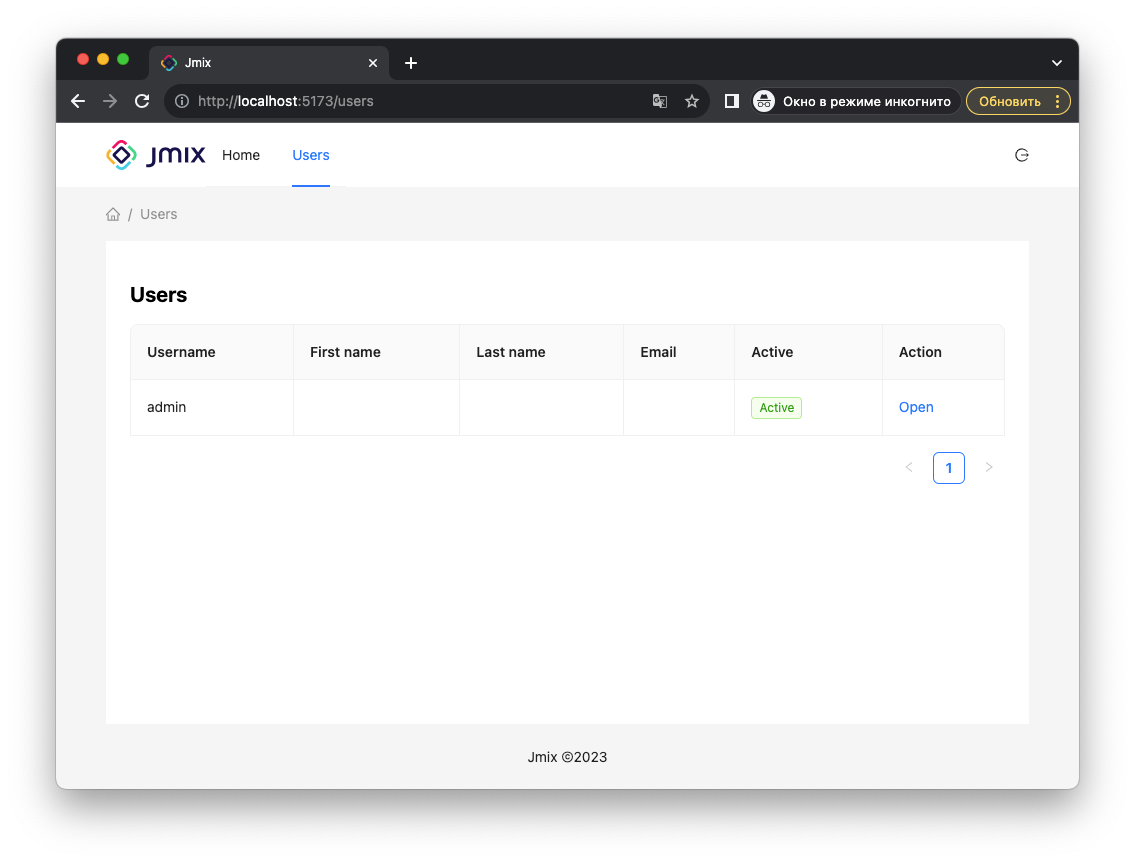 Jmix
http://localhost:5173/users
Окно в режиме инкогнито
Обновить
JMIX Home Users
/ Users
Users
Username First name Last name Email Active Action
admin Active Open
< 1 >
Jmix ©2023